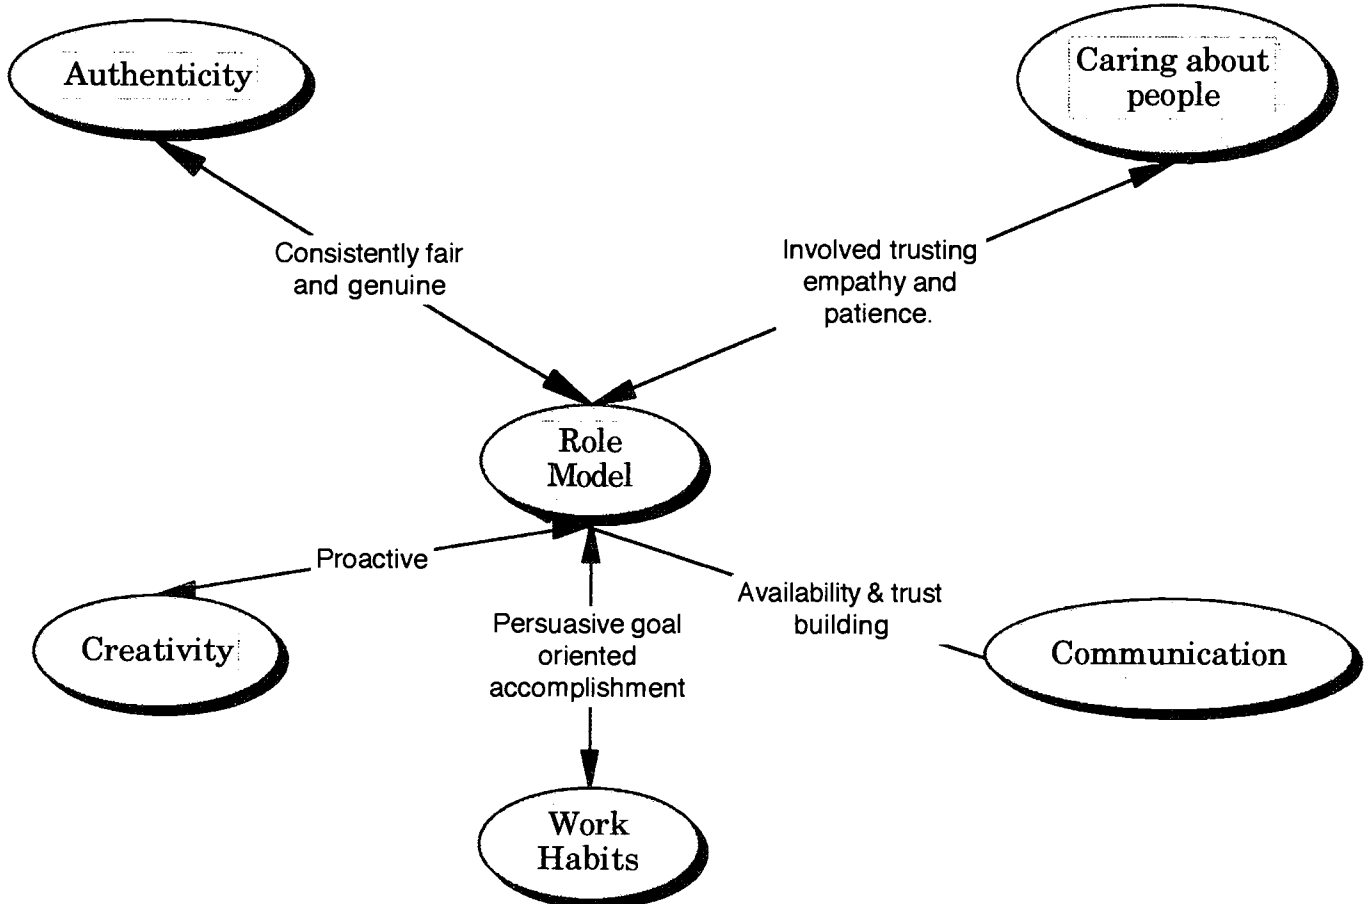 Authenticity
Caring about
people
Consistently fair
and genuine
Involved trusting
empathy and
patience.
Role
Model
Proactive
Persuasive goal
oriented
accomplishment
Availability & trust
building
Creativity
Communication
Work
Habits